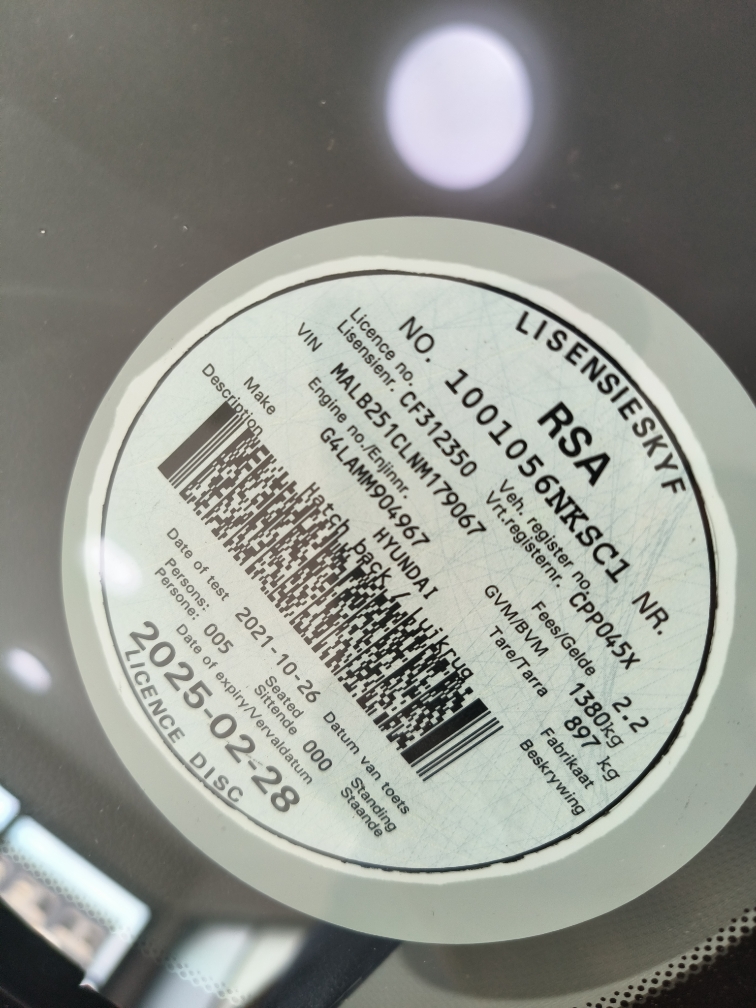 LISENSIESKYF
RSA
NO. 1001056NKSC1 NR.
Licence no. Veh. register no.
Lisensienr. CF312350 Vrt.registernr. CPP045X
VIN MALB251CLNM179067 Fees/Gelde 2.2
Engine no./Enjinnr. GVM/BVM 1380kg
G4LAMM904967 Tare/Tarra 897 kg
Make HYUNDAI Fabrikaat
Description Hatch back / Luikrug Beskrywing
Date of test 2021-10-26 Datum van toets
Persons: 005 Seated 000 Standing
Persone: Sittende Staande
Date of expiry/Vervaldatum
2025-02-28
LICENCE DISC